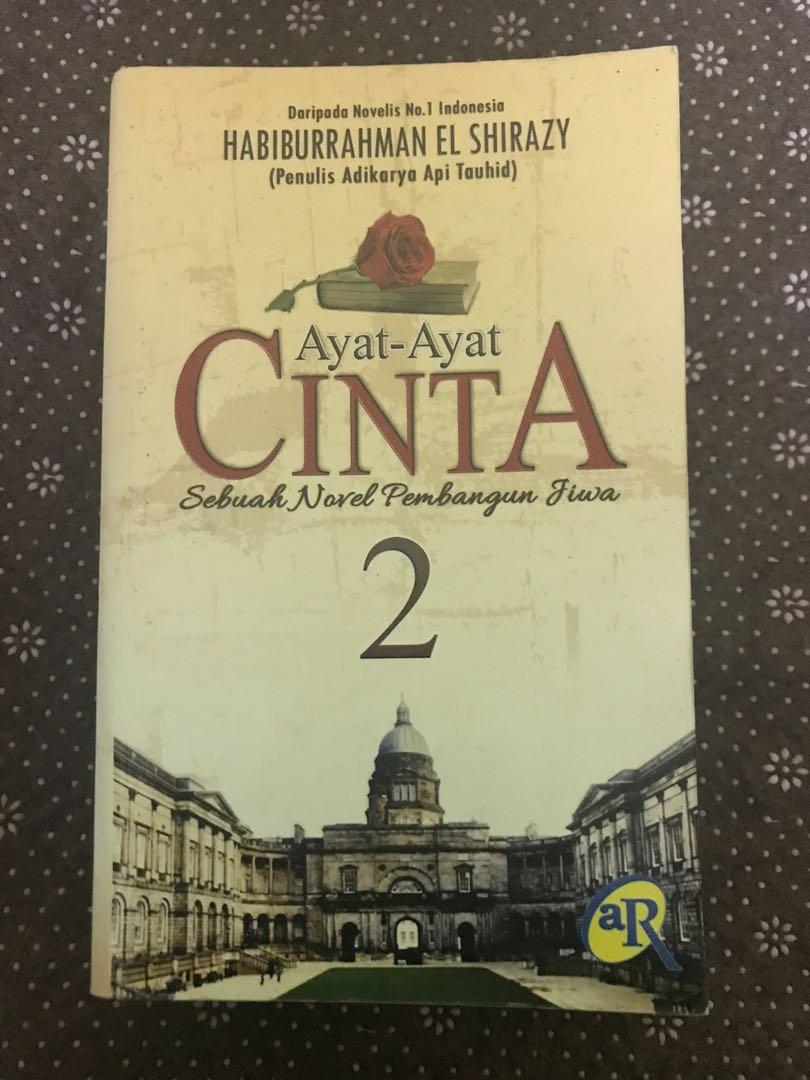 Daripada Novelis No.1 Indonesia
HABIBURRAHMAN EL SHIRAZY
(Penulis Adikarya Api Tauhid)
Ayat-Ayat
CINTA
Sebuah Novel Pembangun Jiwa
2
aR